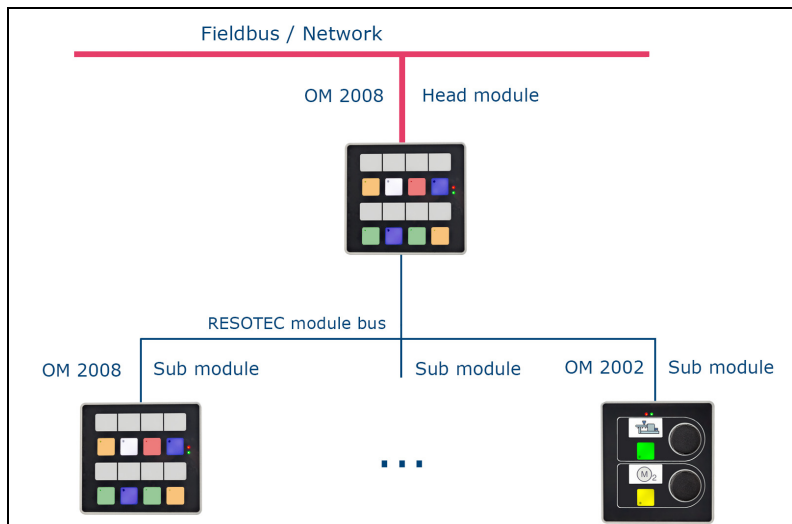 Fieldbus / Network
OM 2008 Head module
RESOTEC module bus
OM 2008 Sub module
Sub module
OM 2002 Sub module
...
M2